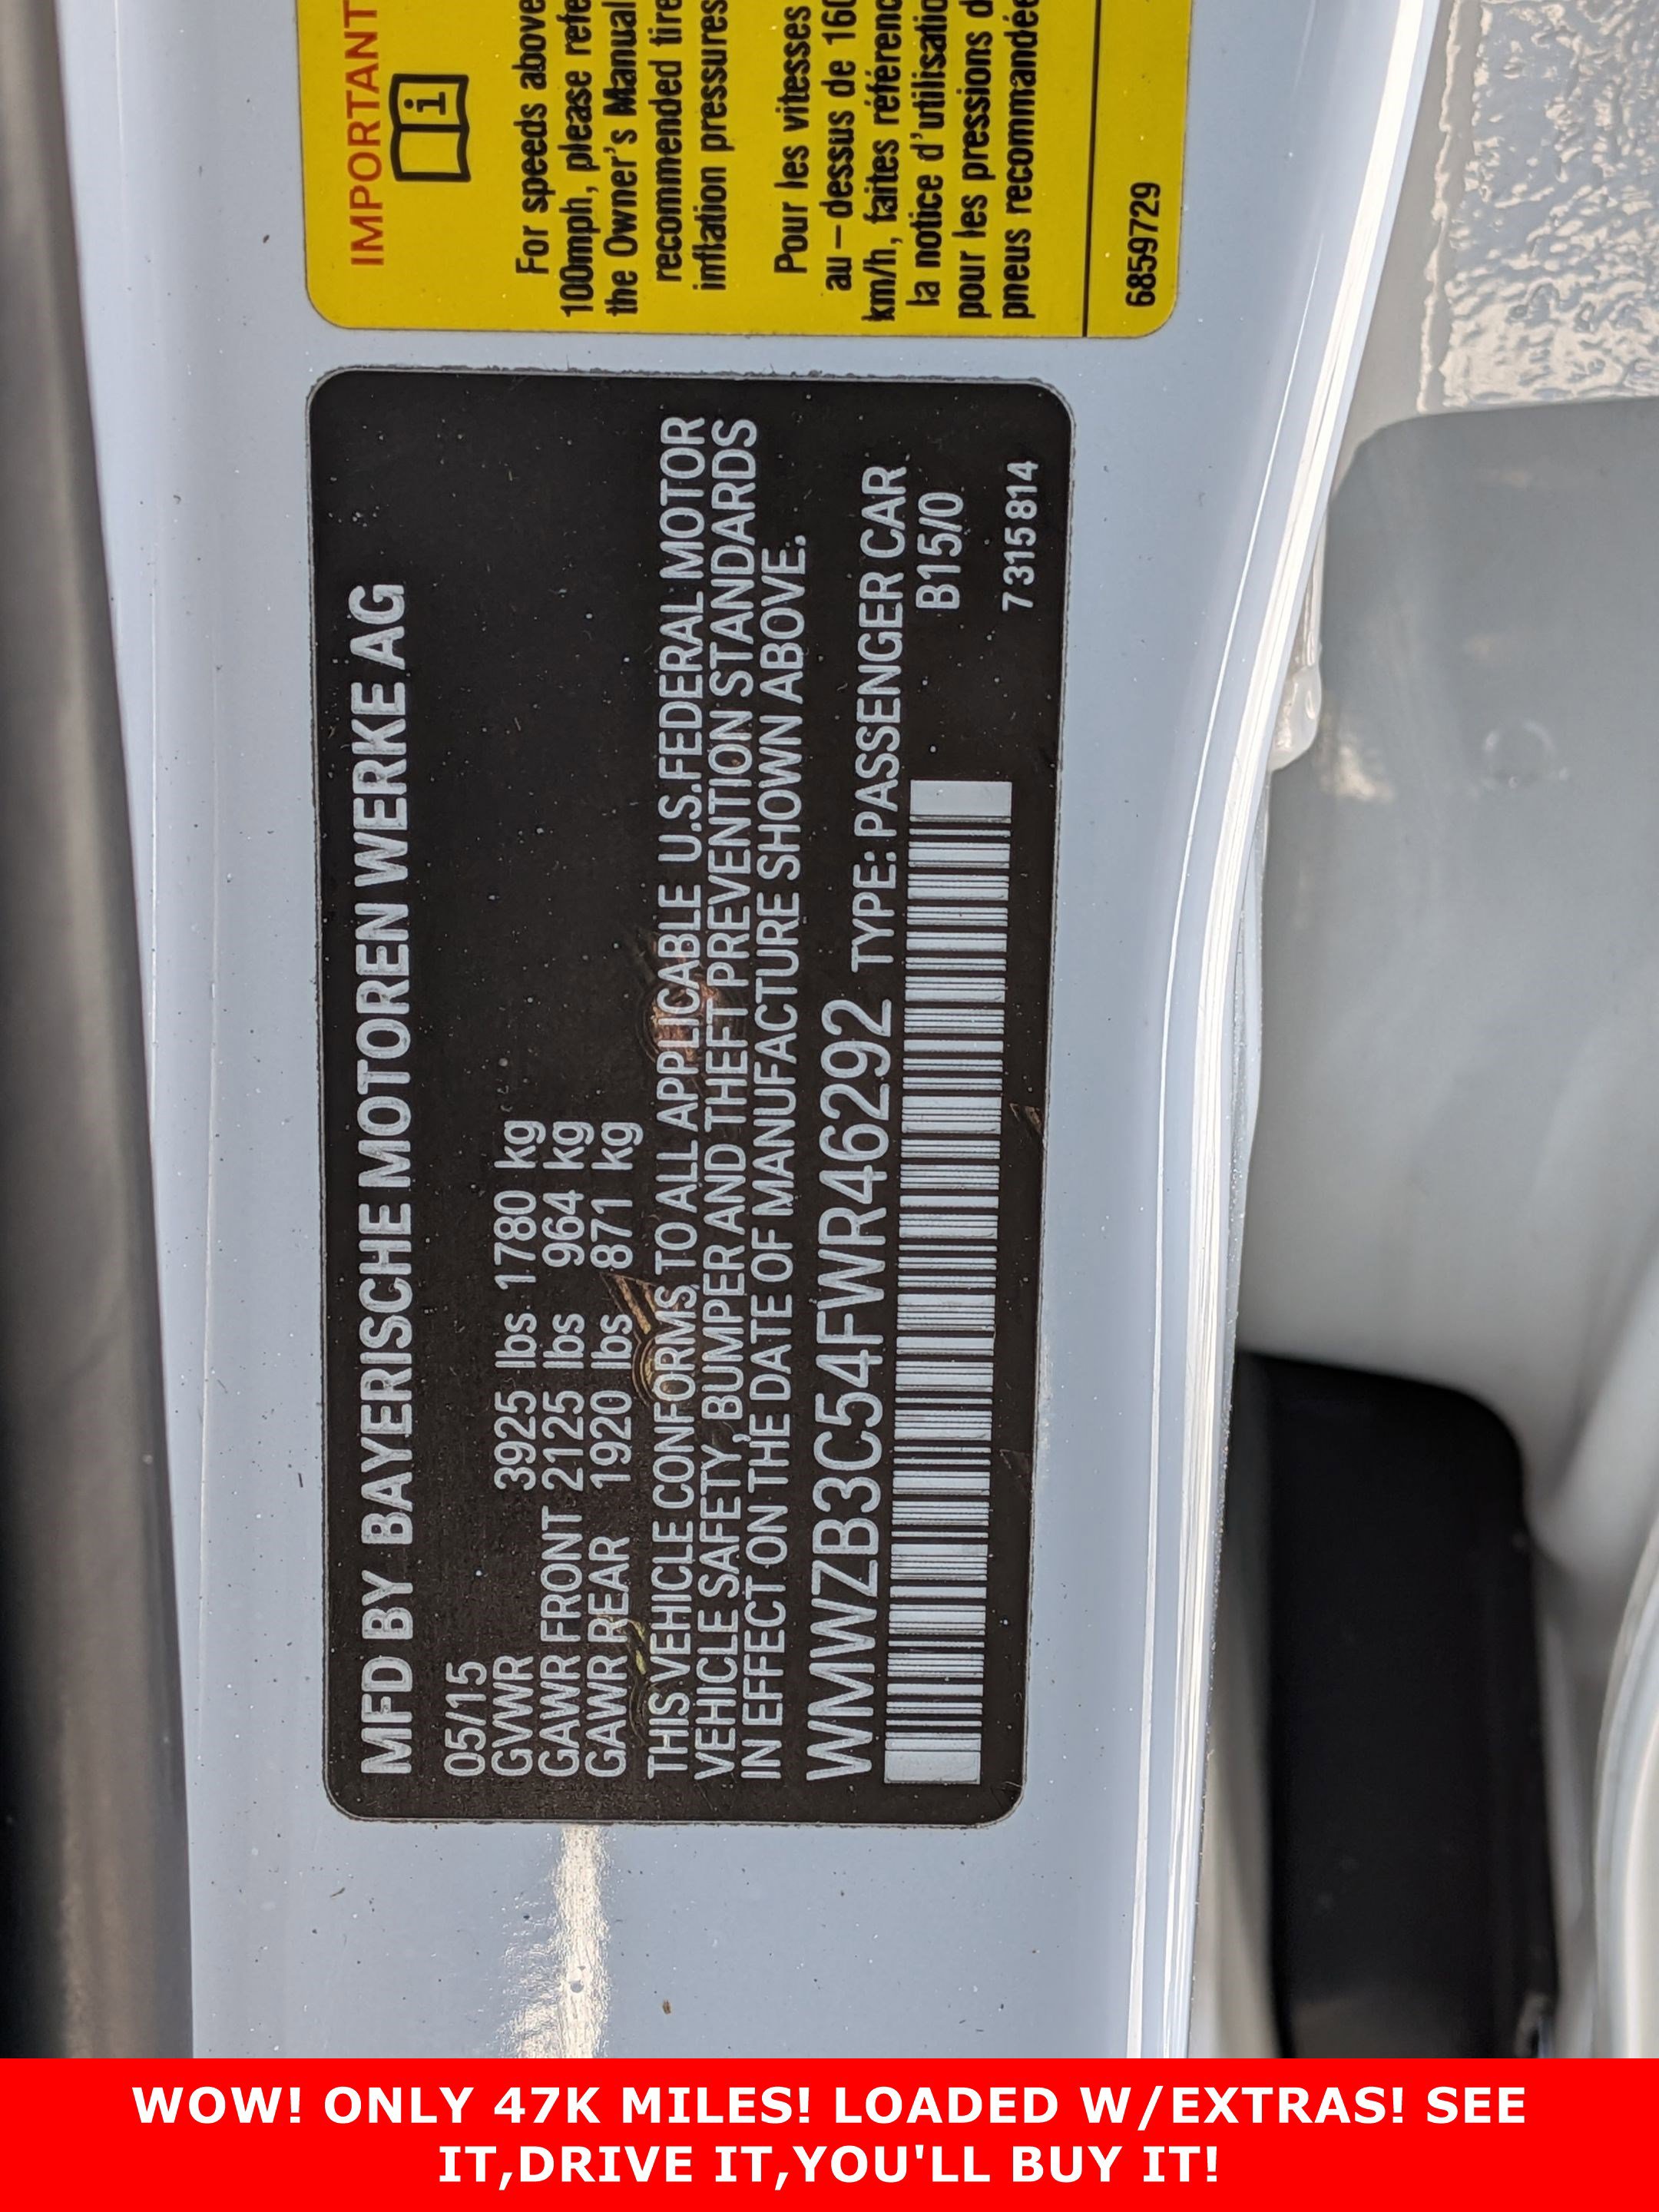 IMPORTANT
For speeds above
100mph, please refe
the Owner's Manual
recommended tire
inflation pressures
Pour les vitesses
au - dessus de 160
km/h, faites référenc
la notice d'utilisatio
pour les pressions d
pneus recommandée
6859729
MFD BY BAYERISCHE MOTOREN WERKE AG
05/15
GVWR 3925 lbs 1780 kg
GAWR FRONT 2125 lbs 964 kg
GAWR REAR 1920 lbs 871 kg
THIS VEHICLE CONFORMS TO ALL APPLICABLE U.S.FEDERAL MOTOR
VEHICLE SAFETY, BUMPER AND THEFT PREVENTION STANDARDS
IN EFFECT ON THE DATE OF MANUFACTURE SHOWN ABOVE.
WMWZB3C54FWR46292 TYPE: PASSENGER CAR
B15/0
7315814
WOW! ONLY 47K MILES! LOADED W/EXTRAS! SEE
IT,DRIVE IT,YOU'LL BUY IT!